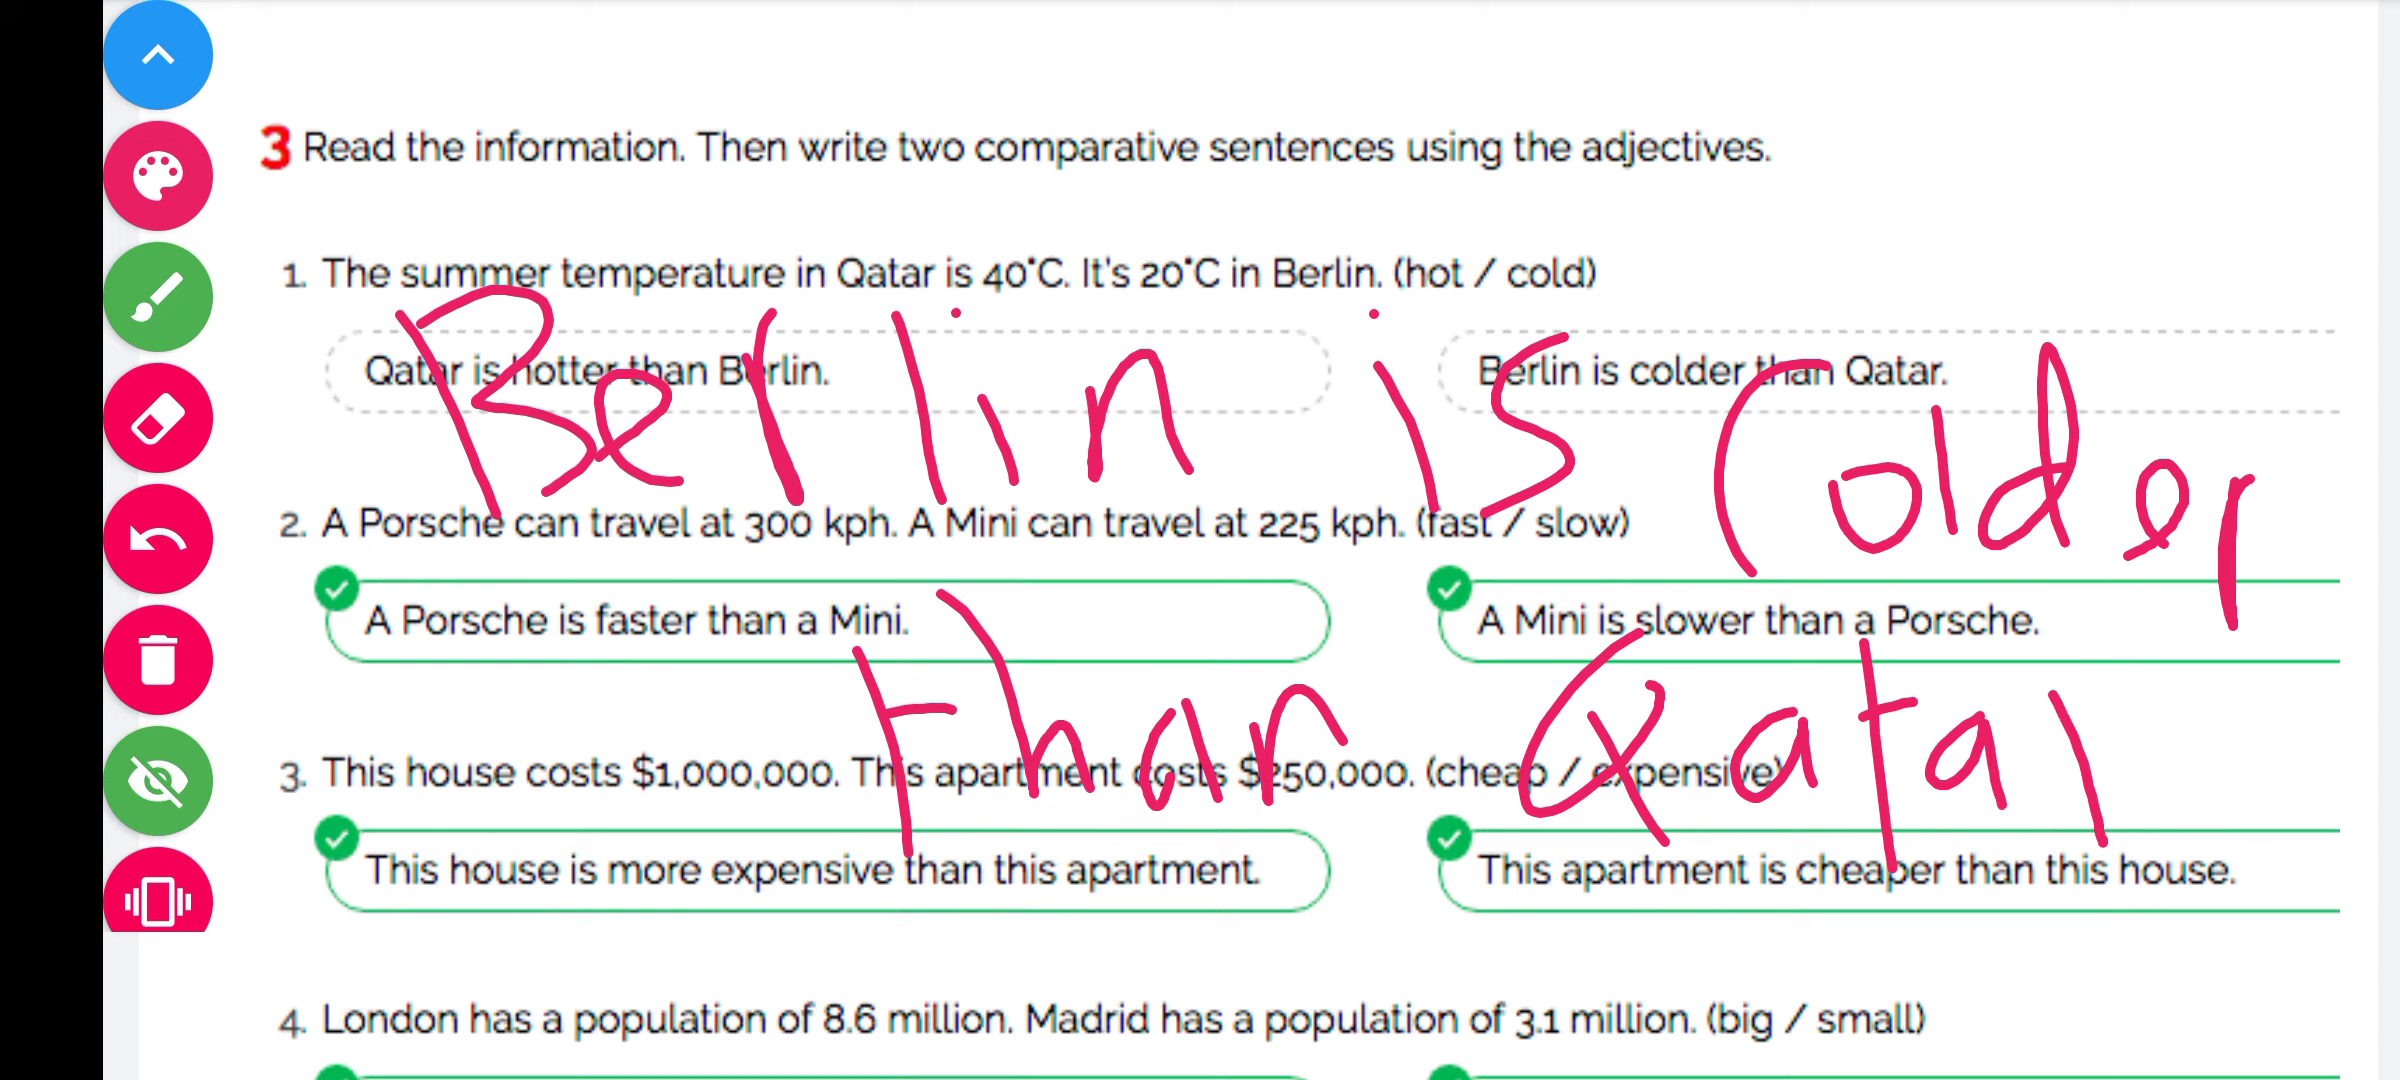 3 Read the information. Then write two comparative sentences using the adjectives.
1. The summer temperature in Qatar is 40°C. It's 20°C in Berlin. (hot / cold)
Qatar is hotter than Berlin. Berlin is colder than Qatar.
Berlin is colder
2. A Porsche can travel at 300 kph. A Mini can travel at 225 kph. (fast / slow)
A Porsche is faster than a Mini. A Mini is slower than a Porsche.
than Qatar
3. This house costs $1,000,000. This apartment costs $250,000. (cheap / expensive)
This house is more expensive than this apartment. This apartment is cheaper than this house.
4. London has a population of 8.6 million. Madrid has a population of 3.1 million. (big / small)